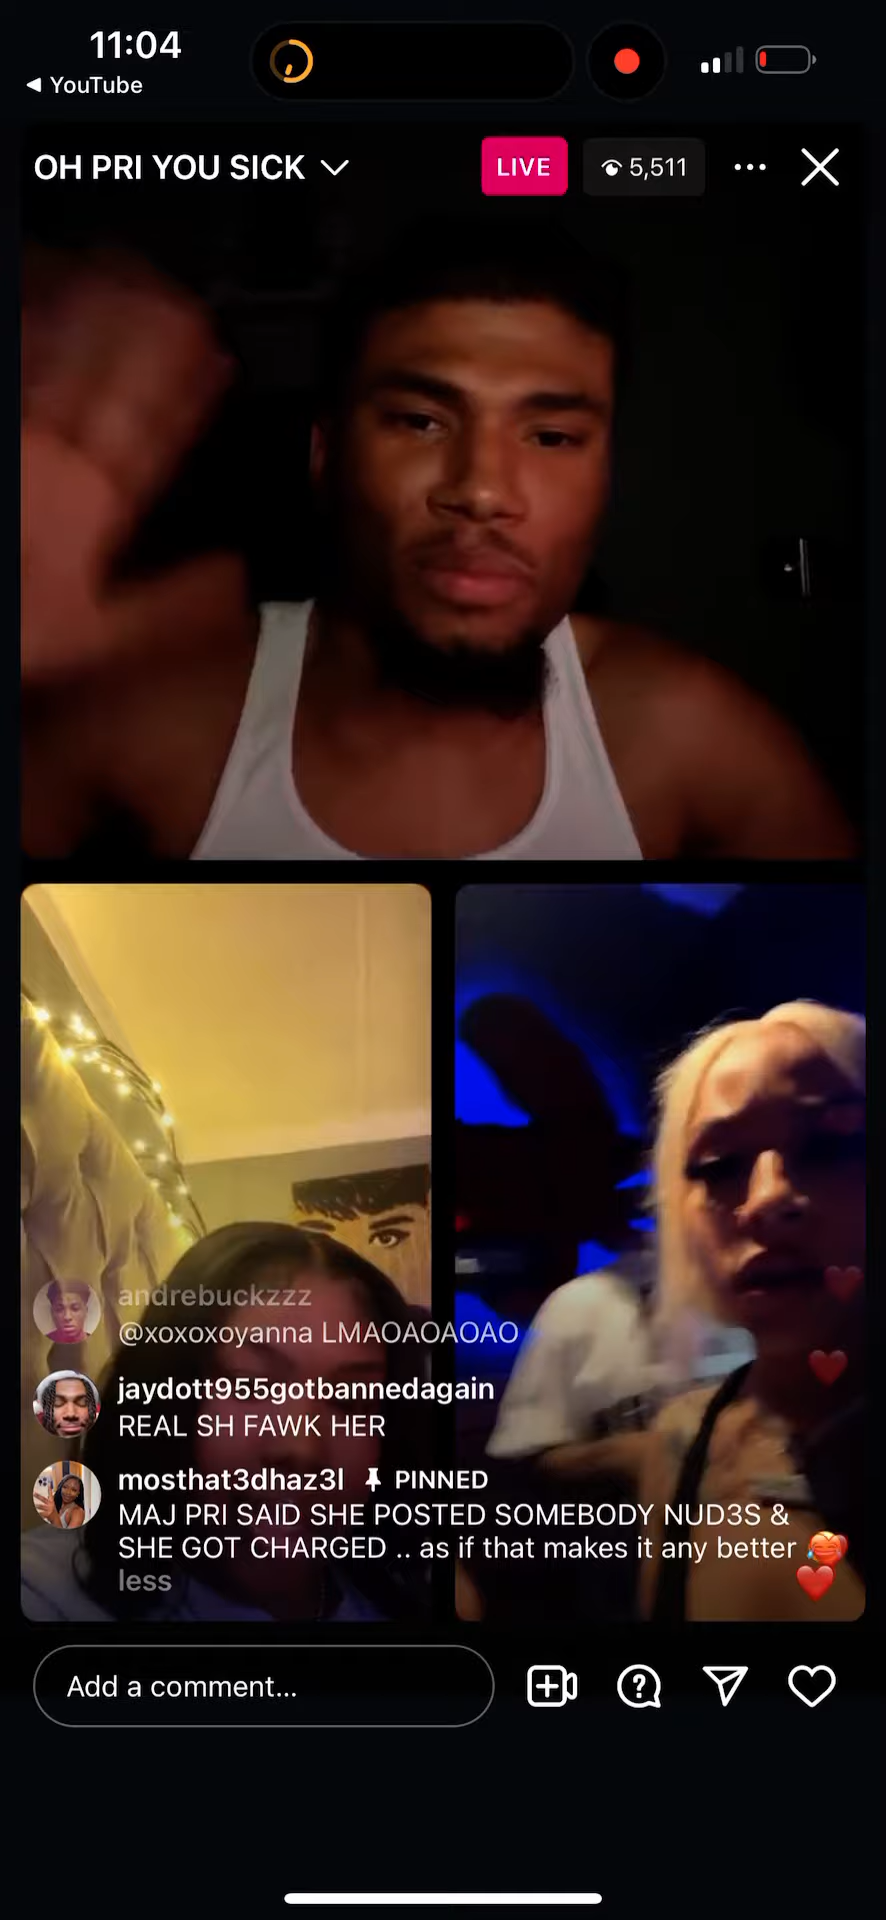 11:04
◀ YouTube
OH PRI YOU SICK
LIVE
5,511
andrebuckzzz
@xoxoxoyanna LMAOAOAOAO
jaydott955gotbannedagain
REAL SH FAWK HER
mosthat3dhaz3l PINNED
MAJ PRI SAID SHE POSTED SOMEBODY NUD3S &
SHE GOT CHARGED .. as if that makes it any better 😂
less
Add a comment...